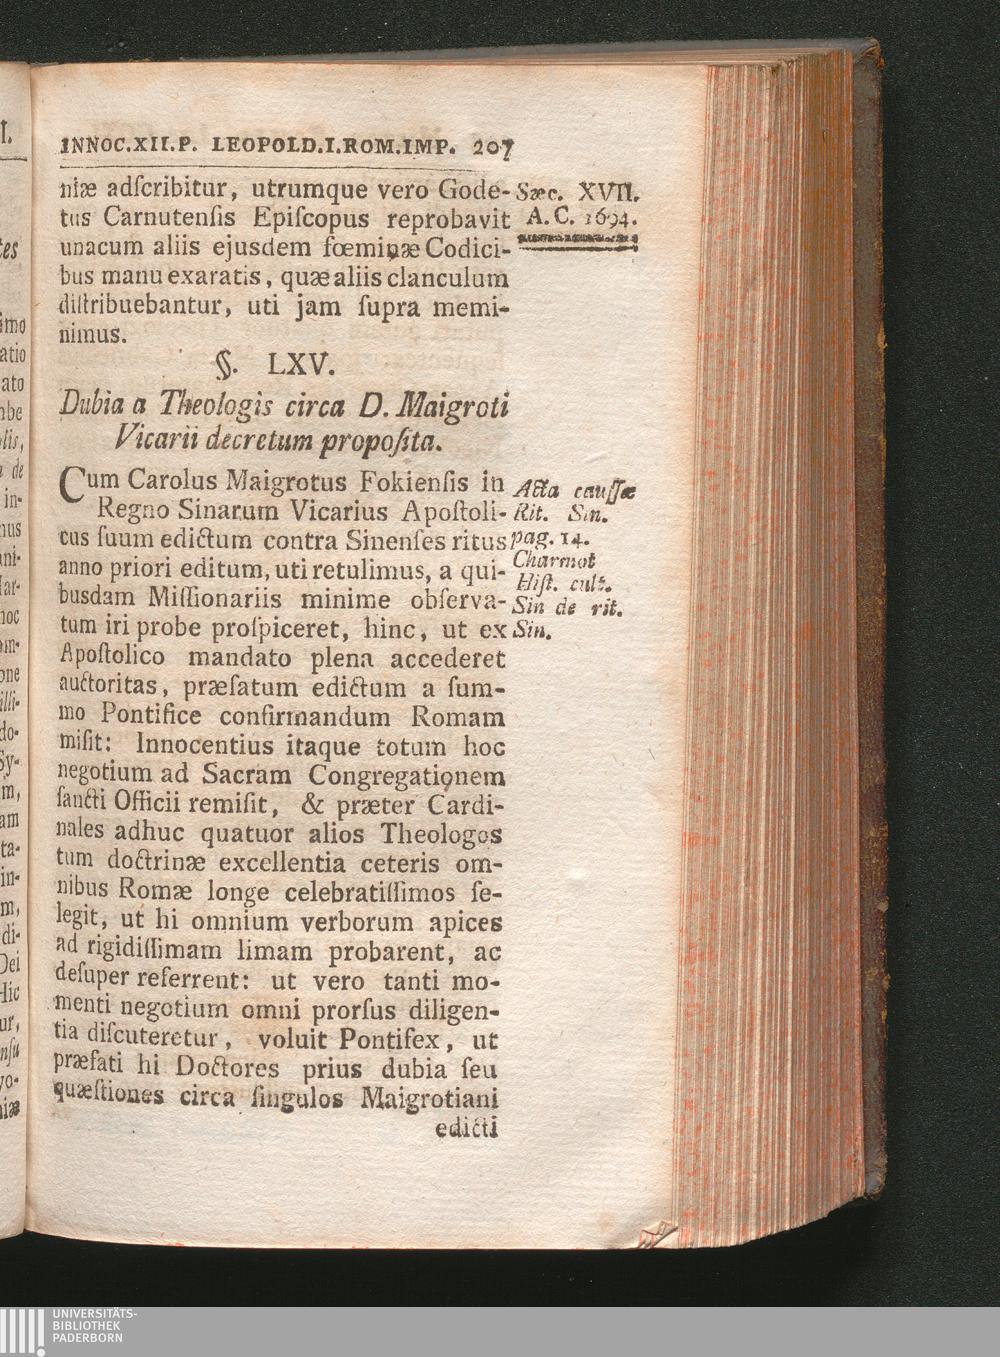 INNOC.XII.P. LEOPOLD.I.ROM.IMP. 207
niæ adſcribitur, utrumque vero Gode-
tus Carnutenſis Epiſcopus reprobavit
unacum aliis ejusdem fœminæ Codici-
bus manu exaratis, quæ aliis clanculum
diſtribuebantur, uti jam ſupra memi-
nimus.
Sæc. XVII.
A. C. 1694.
§. LXV.
Dubia a Theologis circa D. Maigroti
Vicarii decretum propoſita.
Cum Carolus Maigrotus Fokienſis in
Regno Sinarum Vicarius Apoſtoli-
cus ſuum edictum contra Sinenſes ritus
anno priori editum, uti retulimus, a qui-
busdam Miſſionariis minime obſerva-
tum iri probe proſpiceret, hinc, ut ex
Apoſtolico mandato plena accederet
auctoritas, præfatum edictum a ſum-
mo Pontifice confirmandum Romam
miſit: Innocentius itaque totum hoc
negotium ad Sacram Congregationem
ſancti Officii remiſit, & præter Cardi-
nales adhuc quatuor alios Theologos
tum doctrinæ excellentia ceteris om-
nibus Romæ longe celebratiſſimos ſe-
legit, ut hi omnium verborum apices
ad rigidiſſimam limam probarent, ac
deſuper referrent: ut vero tanti mo-
menti negotium omni prorſus diligen-
tia diſcuteretur, voluit Pontifex, ut
præfati hi Doctores prius dubia ſeu
quæſtiones circa ſingulos Maigrotiani
edicti
Acta cauſſæ
Rit. Sin.
pag. 14.
Charmot
Hiſt. cult.
Sin de rit.
Sin.
UNIVERSITÄTS-
BIBLIOTHEK
PADERBORN